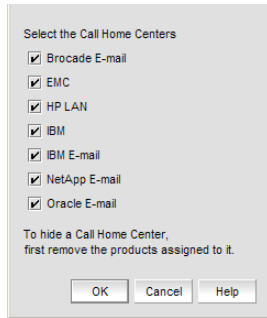 Select the Call Home Centers
Brocade E-mail
EMC
HP LAN
IBM
IBM E-mail
NetApp E-mail
Oracle E-mail
To hide a Call Home Center,
first remove the products assigned to it.
OK Cancel Help